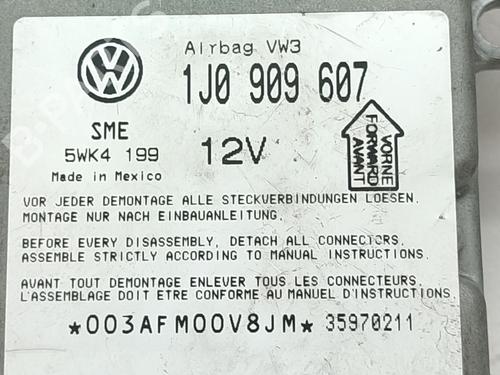 Airbag VW3
1J0 909 607
SME
5WK4 199
12V
Made in Mexico
VORNE
FORWARD
AVANT
VOR JEDER DEMONTAGE ALLE STECKVERBINDUNGEN LOESEN.
MONTAGE NUR NACH EINBAUANLEITUNG.
BEFORE EVERY DISASSEMBLY, DETACH ALL CONNECTORS.
ASSEMBLE STRICTLY ACCORDING TO MANUAL INSTRUCTIONS.
AVANT TOUT DEMONTAGE ENLEVER TOUS LES CONNECTEURS.
L'ASSEMBLAGE DOIT ETRE CONFORME AU MANUEL D'INSTRUCTIONS.
*003AFM00V8JM* 35970211